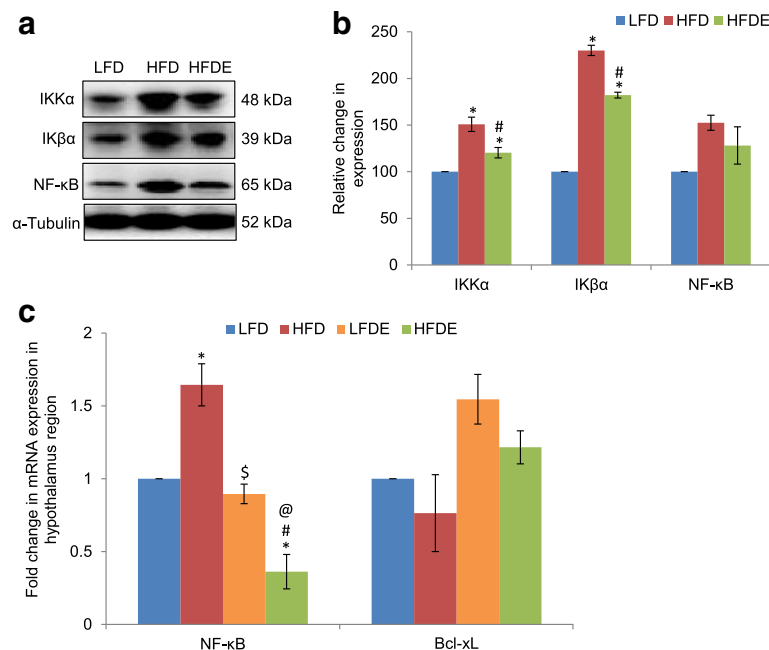 a
LFD HFD HFDE
IKKα 48 kDa
IKβα 39 kDa
NF-κB 65 kDa
α-Tubulin 52 kDa
b
LFD HFD HFDE
Relative change in
expression
250
200
150
100
50
0
*
#
*
*
#
*
IKKα IKβα NF-κB
c
LFD HFD LFDE HFDE
Fold change in mRNA expression in
hypothalamus region
2
1.5
1
0.5
0
*
$
@
#
*
NF-κB Bcl-xL